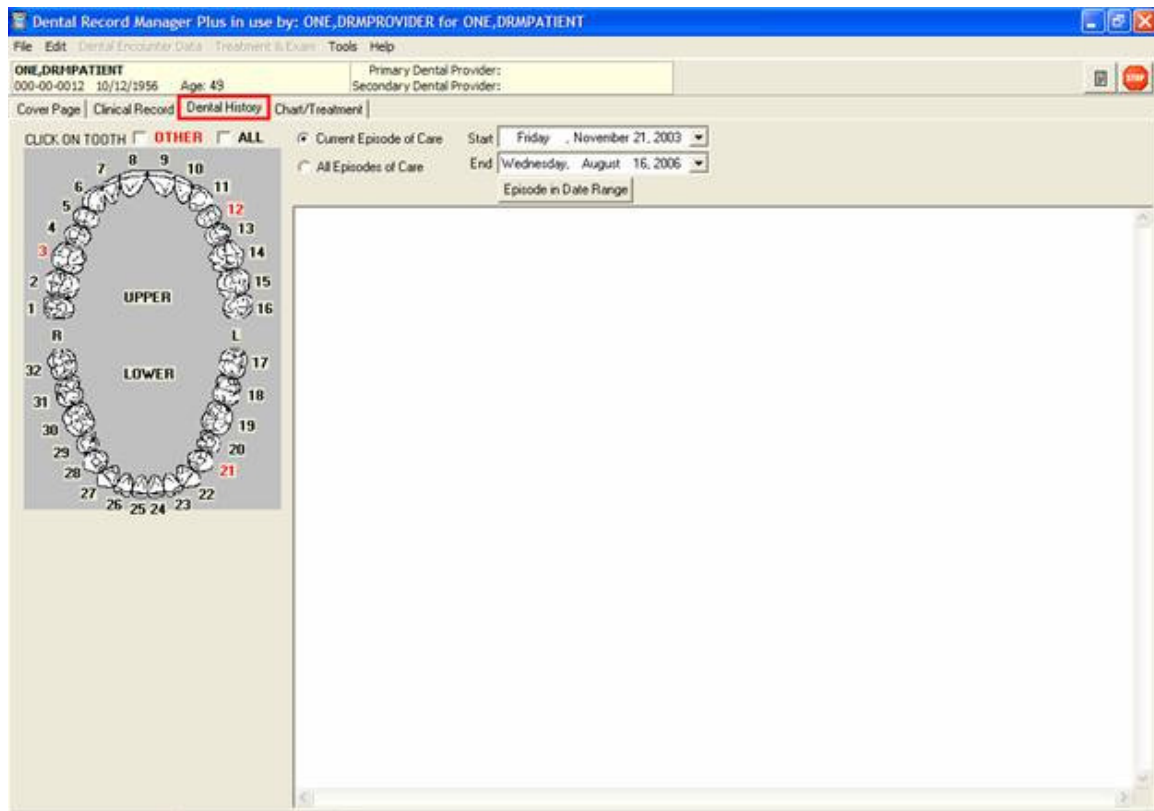 Dental Record Manager Plus in use by: ONE,DRMPROVIDER for ONE,DRMPATIENT
File Edit Dental Encounter Data Treatment & Exam Tools Help
ONE,DRMPATIENT Primary Dental Provider:
000-00-0012 10/12/1956 Age: 49 Secondary Dental Provider:
STOP
Cover Page Clinical Record Dental History Chart/Treatment
CLICK ON TOOTH OTHER ALL Current Episode of Care Start Friday , November 21, 2003
All Episodes of Care End Wednesday, August 16, 2006
Episode in Date Range
8 9
7 10
6 11
5 12
4 13
3 14
2 15
UPPER
1 16
R L
32 17
LOWER
31 18
30 19
29 20
28 21
27 22
26 25 24 23